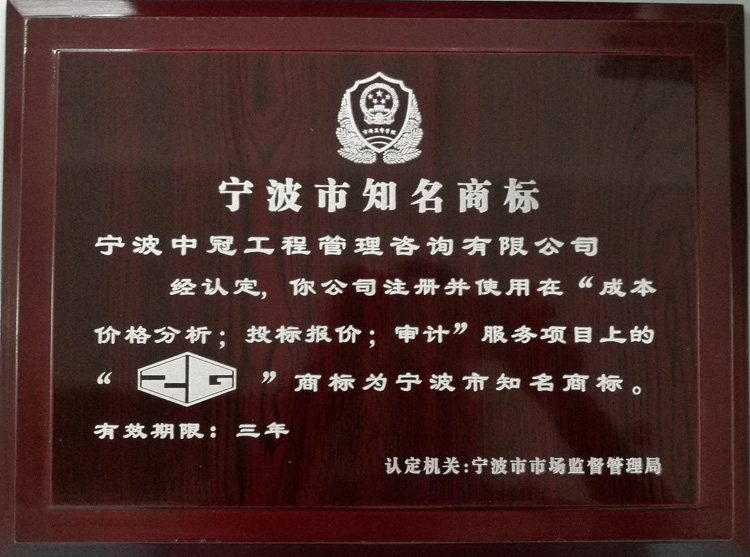 宁波市知名商标
宁波中冠工程管理咨询有限公司
经认定，你公司注册并使用在“成本
价格分析；投标报价；审计”服务项目上的
“ ”商标为宁波市知名商标。
有效期限：三年
认定机关:宁波市市场监督管理局